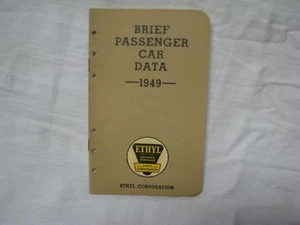 BRIEF
PASSENGER
CAR
DATA
—1949—
ETHYL
ETHYL CORPORATION